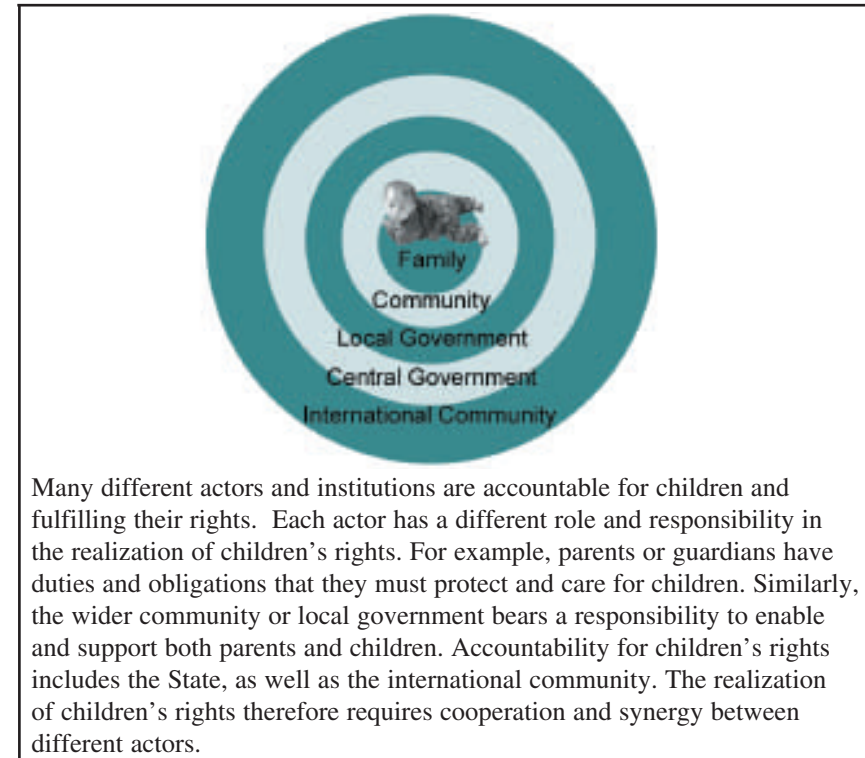 Family
Community
Local Government
Central Government
International Community
Many different actors and institutions are accountable for children and
fulfilling their rights.  Each actor has a different role and responsibility in
the realization of children's rights. For example, parents or guardians have
duties and obligations that they must protect and care for children. Similarly,
the wider community or local government bears a responsibility to enable
and support both parents and children. Accountability for children's rights
includes the State, as well as the international community. The realization
of children's rights therefore requires cooperation and synergy between
different actors.